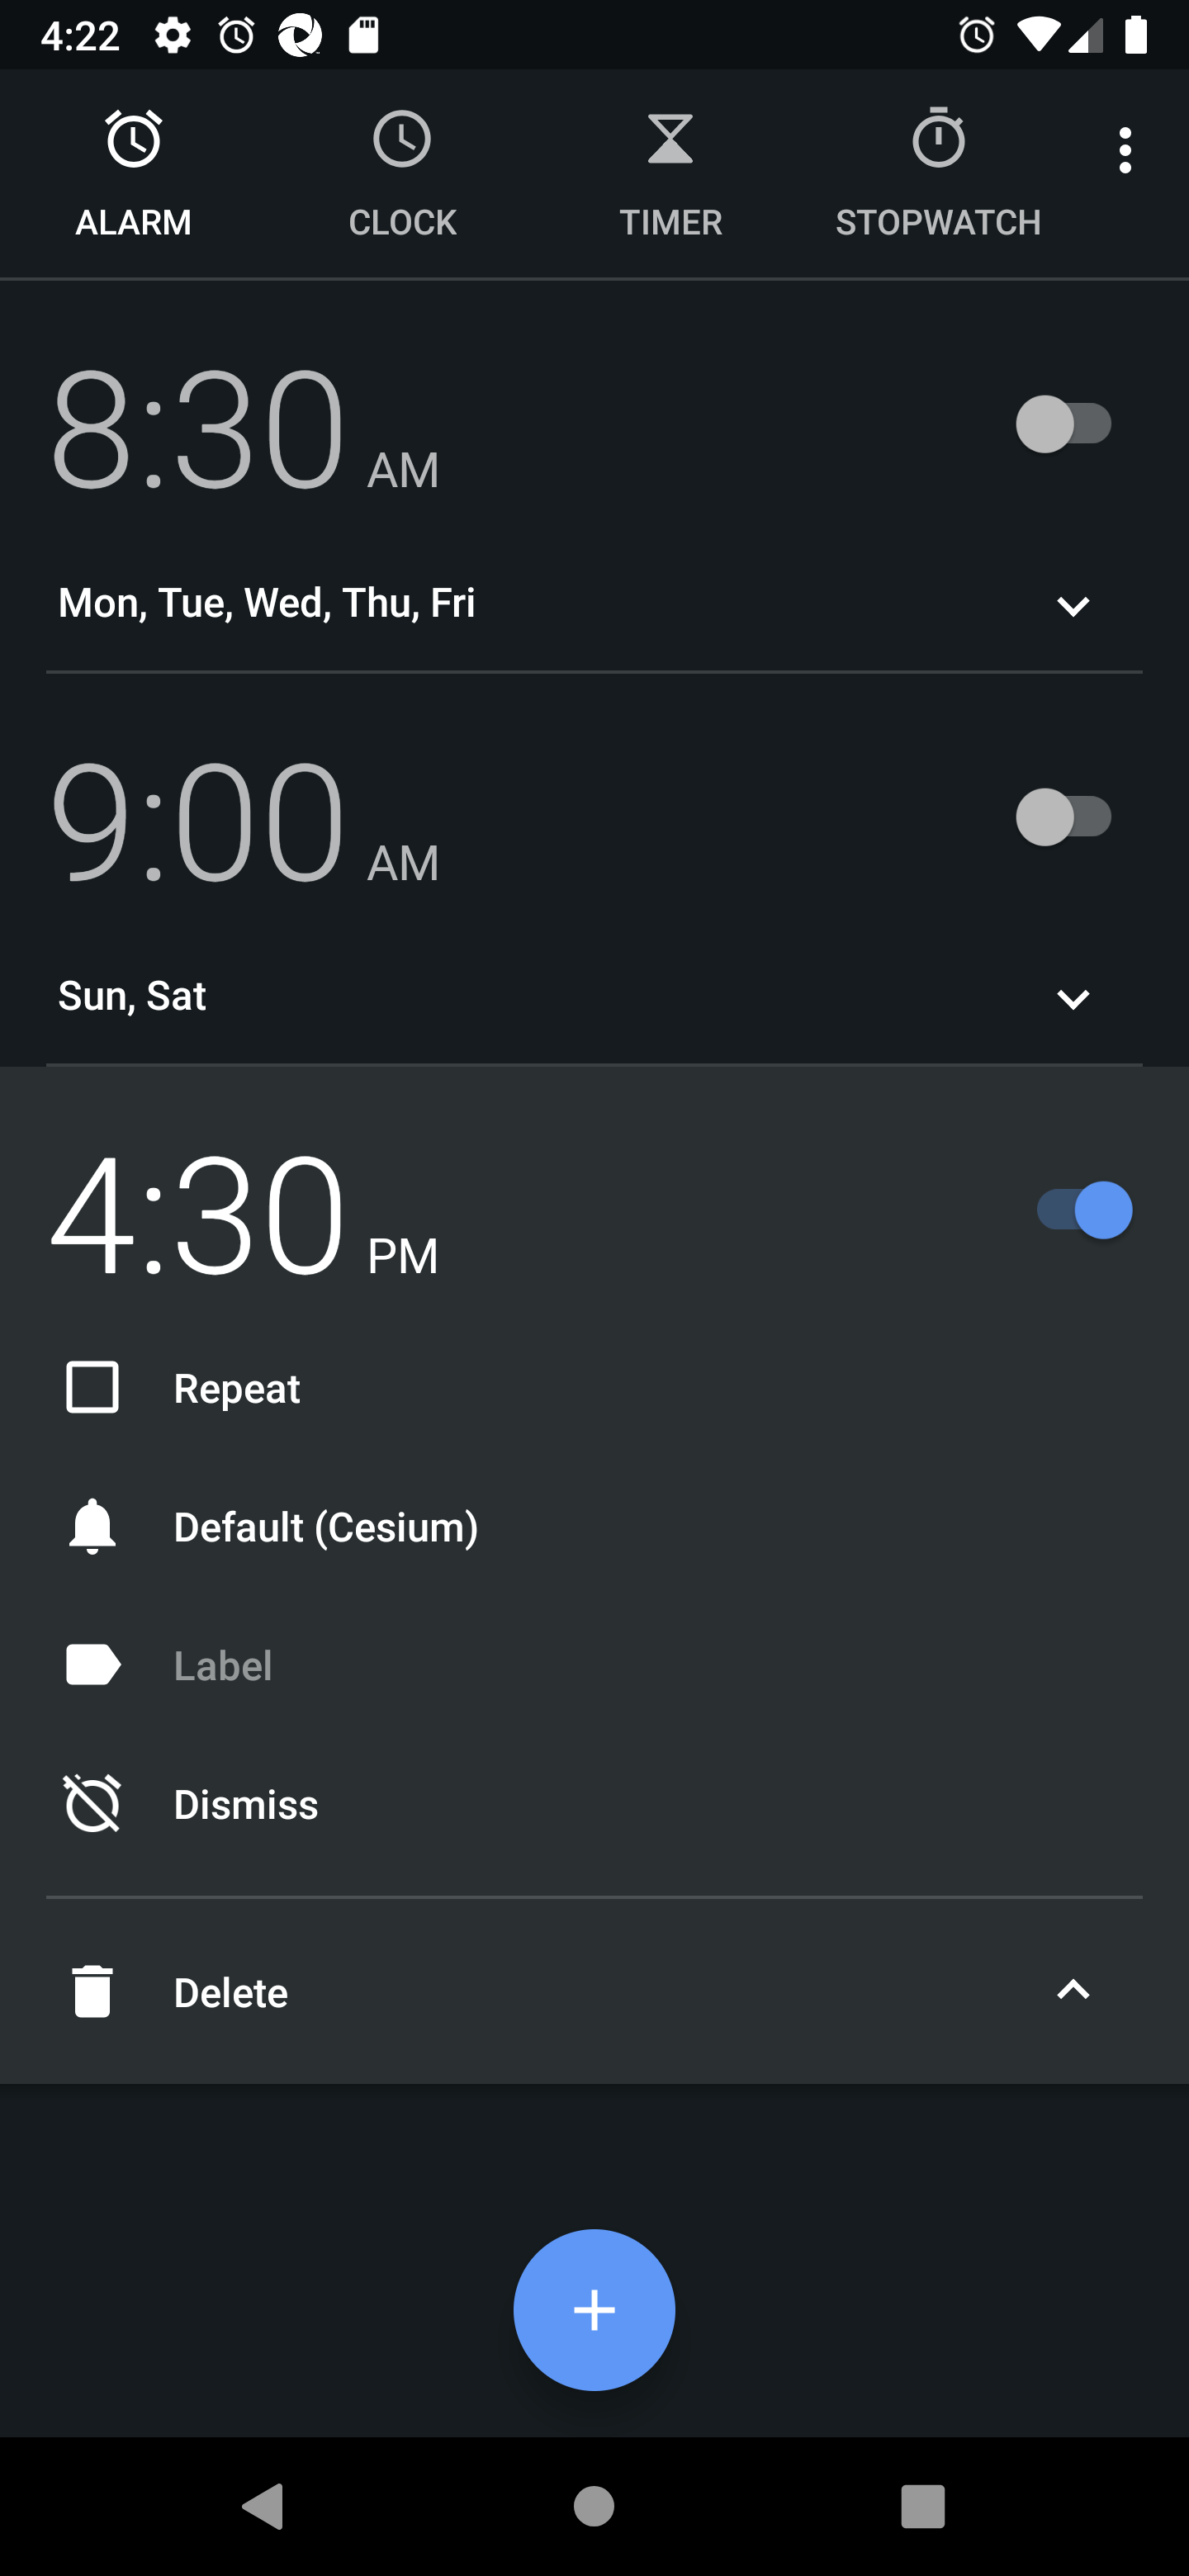 4:22
ALARM CLOCK TIMER STOPWATCH
8:30 AM
Mon, Tue, Wed, Thu, Fri
9:00 AM
Sun, Sat
4:30 PM
Repeat
Default (Cesium)
Label
Dismiss
Delete